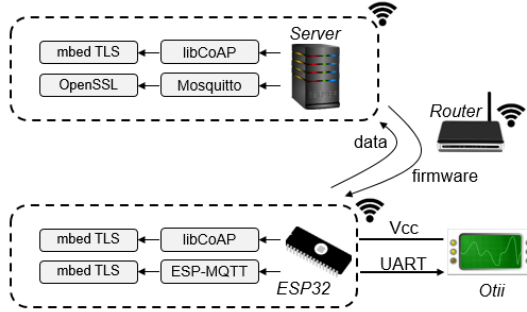 Server
mbed TLS
libCoAP
OpenSSL
Mosquitto
Router
data
firmware
mbed TLS
libCoAP
Vcc
mbed TLS
ESP-MQTT
UART
ESP32
Otii